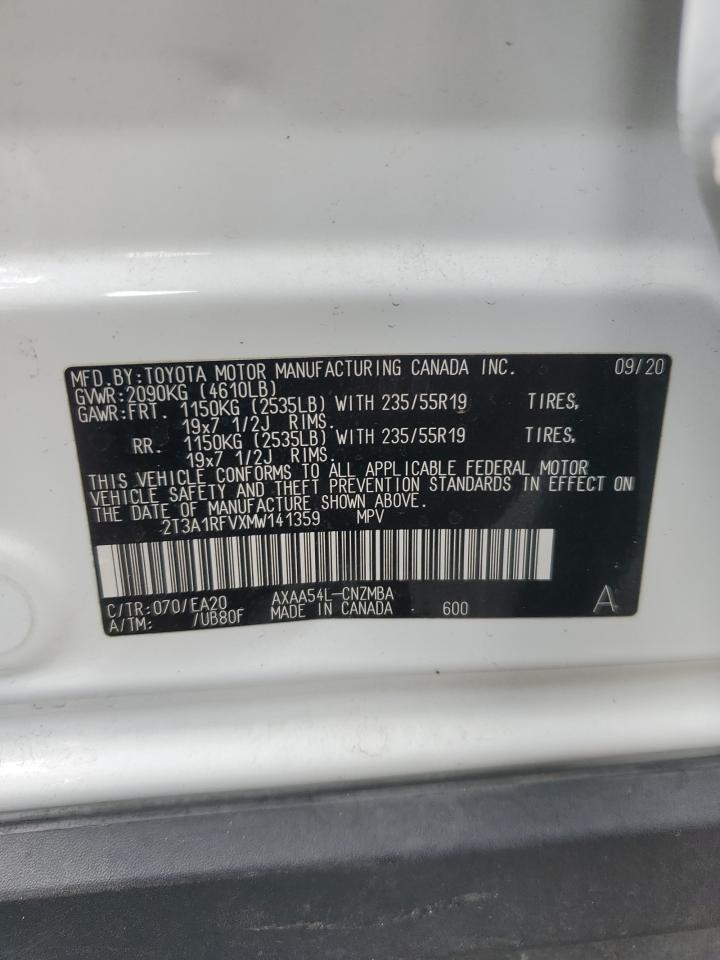 MFD.BY:TOYOTA MOTOR MANUFACTURING CANADA INC. 09/20
GVWR:2090KG (4610LB)
GAWR:FRT. 1150KG (2535LB) WITH 235/55R19 TIRES,
19x7 1/2J RIMS.
RR. 1150KG (2535LB) WITH 235/55R19 TIRES,
19x7 1/2J RIMS.
THIS VEHICLE CONFORMS TO ALL APPLICABLE FEDERAL MOTOR
VEHICLE SAFETY AND THEFT PREVENTION STANDARDS IN EFFECT ON
THE DATE OF MANUFACTURE SHOWN ABOVE.
2T3A1RFVXMW141359 MPV
C/TR:070/EA20 AXAA54L-CNZMBA
A/TM: /UB80F MADE IN CANADA 600 A